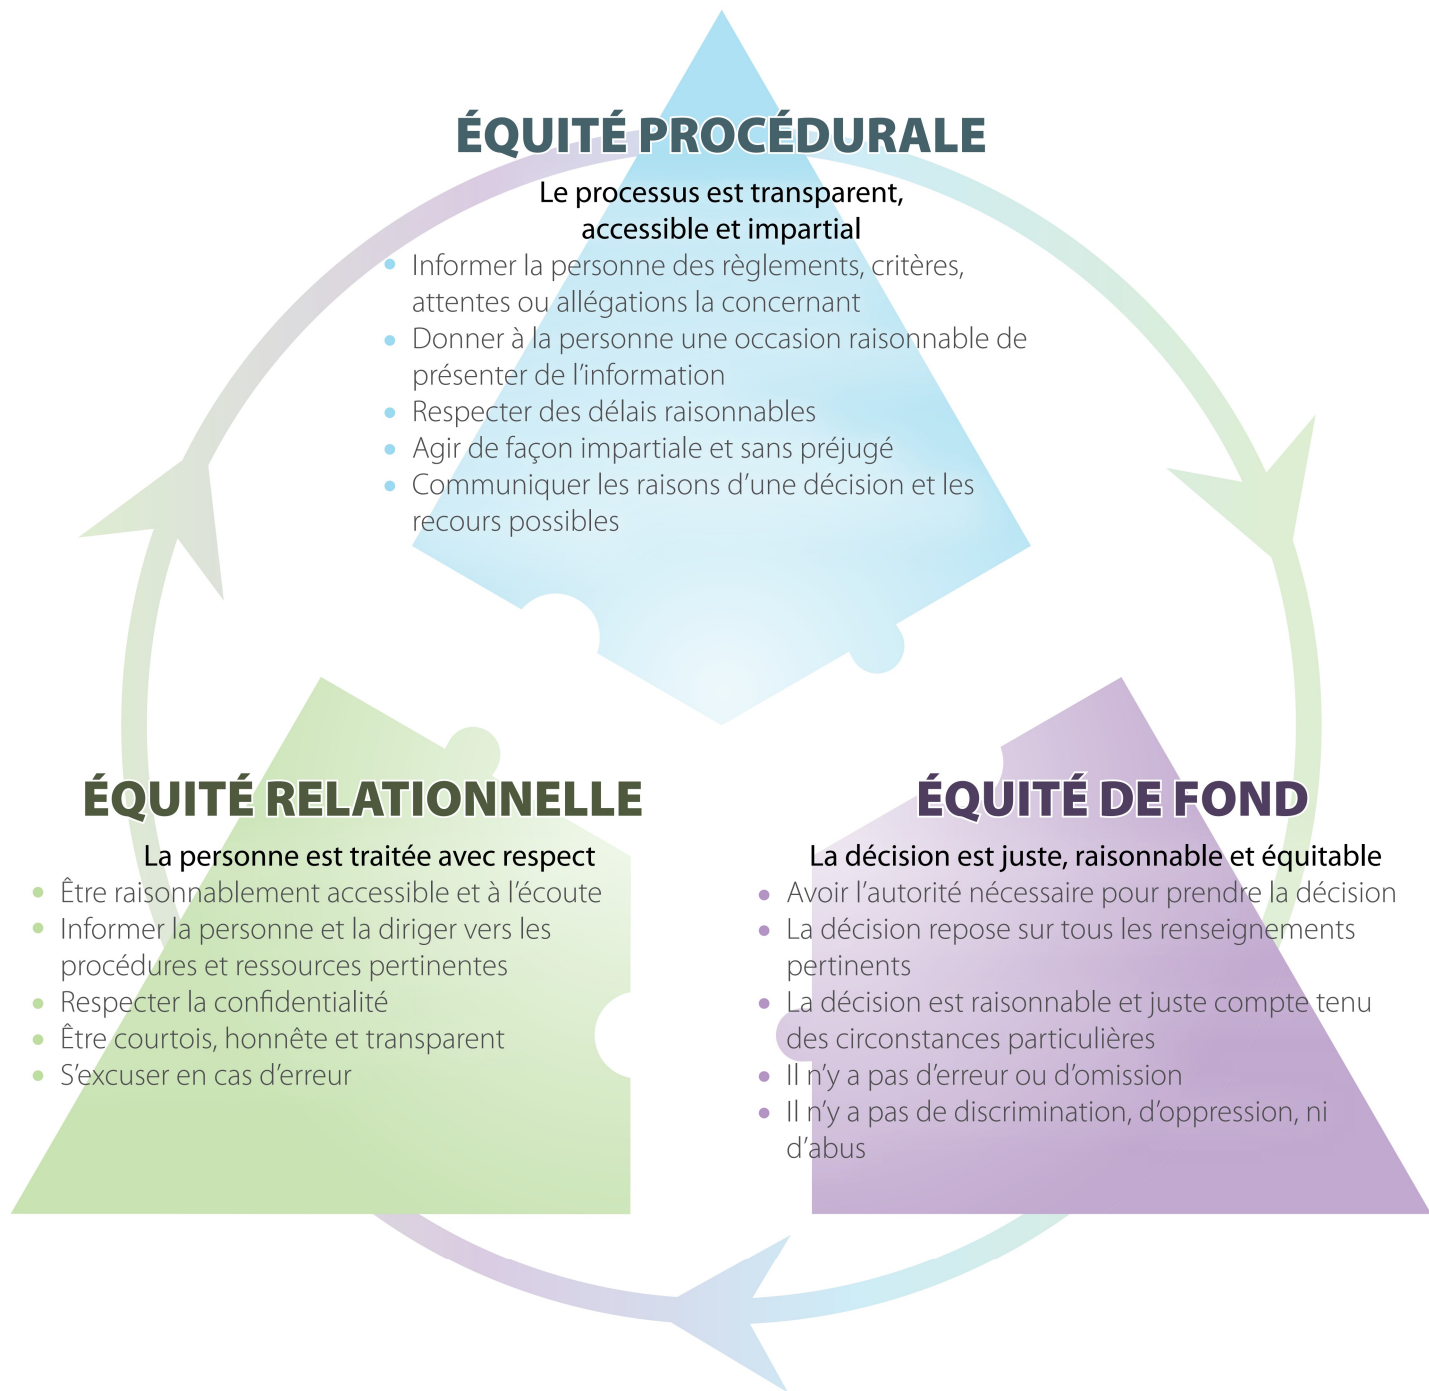 ÉQUITÉ PROCÉDURALE
Le processus est transparent,
accessible et impartial
• Informer la personne des règlements, critères,
attentes ou allégations la concernant
• Donner à la personne une occasion raisonnable de
présenter de l’information
• Respecter des délais raisonnables
• Agir de façon impartiale et sans préjugé
• Communiquer les raisons d’une décision et les
recours possibles
ÉQUITÉ RELATIONNELLE
La personne est traitée avec respect
• Être raisonnablement accessible et à l’écoute
• Informer la personne et la diriger vers les
procédures et ressources pertinentes
• Respecter la confidentialité
• Être courtois, honnête et transparent
• S’excuser en cas d’erreur
ÉQUITÉ DE FOND
La décision est juste, raisonnable et équitable
• Avoir l’autorité nécessaire pour prendre la décision
• La décision repose sur tous les renseignements
pertinents
• La décision est raisonnable et juste compte tenu
des circonstances particulières
• Il n’y a pas d’erreur ou d’omission
• Il n’y a pas de discrimination, d’oppression, ni
d’abus